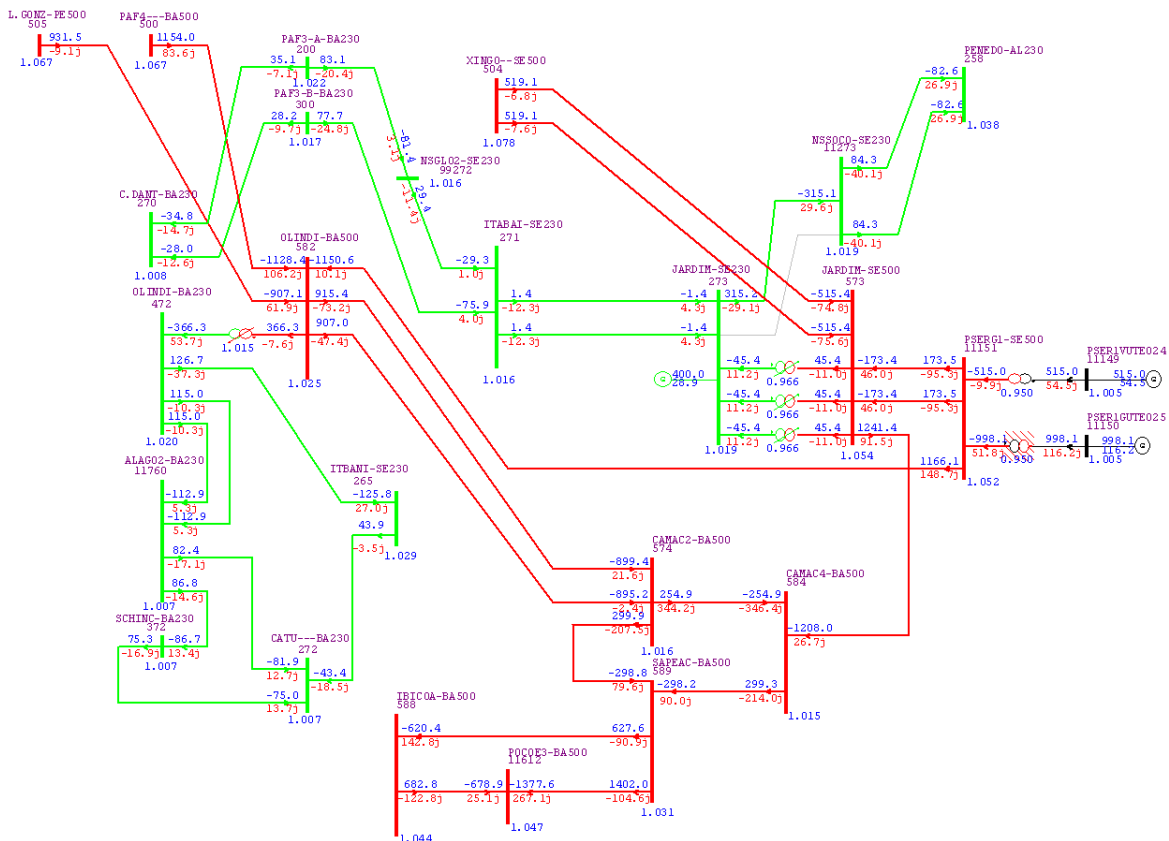 L.GONZ-PE500
505
931.5
-9.1j
1.067
PAF4---BA500
500
1154.0
83.6j
1.067
PAF3-A-BA230
200
35.1
83.1
-7.1j
-20.4j
1.022
PAF3-B-BA230
300
28.2
77.7
-9.7j
-24.8j
1.017
XINGO--SE500
504
519.1
-6.8j
519.1
-7.6j
1.078
PENEDO-AL230
258
-82.6
26.9j
-82.6
26.9j
1.038
-81.4
3.1j
NSGLO2-SE230
99272
1.016
29.4
-11.4j
NSSOCO-SE230
11273
84.3
-40.1j
-315.1
29.6j
84.3
-40.1j
1.019
C.DANT-BA230
270
-34.8
-14.7j
-28.0
-12.6j
1.008
OLINDI-BA500
582
-1128.4
-1150.6
106.2j
10.1j
-907.1
915.4
61.9j
-73.2j
366.3
907.0
-7.6j
-47.4j
1.025
ITABAI-SE230
271
-29.3
1.0j
-75.9
4.0j
1.4
-12.3j
1.4
-12.3j
1.016
JARDIM-SE230
273
-1.4
315.2
4.3j
-29.1j
-1.4
4.3j
400.0
28.9
-45.4
11.2j
-45.4
11.2j
-45.4
11.2j
1.019
0.966
0.966
0.966
JARDIM-SE500
573
-515.4
-74.8j
-515.4
-75.6j
45.4
-173.4
-11.0j
46.0j
45.4
-173.4
-11.0j
46.0j
45.4
1241.4
-11.0j
91.5j
1.054
PSERG1-SE500
11151
173.5
-515.0
-95.3j
-9.9j
173.5
-95.3j
-998.1
51.8j
1166.1
148.7j
1.052
0.950
0.950
PSER1VUTE024
11149
515.0
515.0
54.5j
54.5
1.005
PSER1GUTE025
11150
998.1
998.1
116.2j
116.2
1.005
OLINDI-BA230
472
-366.3
53.7j
1.015
126.7
-37.3j
115.0
-10.3j
115.0
-10.3j
1.020
ALAGO2-BA230
11760
-112.9
5.3j
-112.9
5.3j
82.4
-17.1j
86.8
-14.6j
1.007
ITBANI-SE230
265
-125.8
27.0j
43.9
-3.5j
1.029
SCHINC-BA230
372
75.3
-86.7
-16.9j
13.4j
1.007
CATU---BA230
272
-81.9
12.7j
-43.4
-18.5j
-75.0
13.7j
1.007
CAMAC2-BA500
574
-899.4
21.6j
-895.2
254.9
-2.4j
344.2j
299.9
-207.5j
1.016
CAMAC4-BA500
584
-254.9
-346.4j
-1208.0
26.7j
299.3
-214.0j
1.015
SAPEAC-BA500
589
-298.8
79.6j
-298.2
90.0j
627.6
-90.9j
1402.0
-104.6j
1.031
IBICOA-BA500
588
-620.4
142.8j
682.8
-122.8j
1.044
POCOE3-BA500
11612
-678.9
-1377.6
25.1j
267.1j
1.047